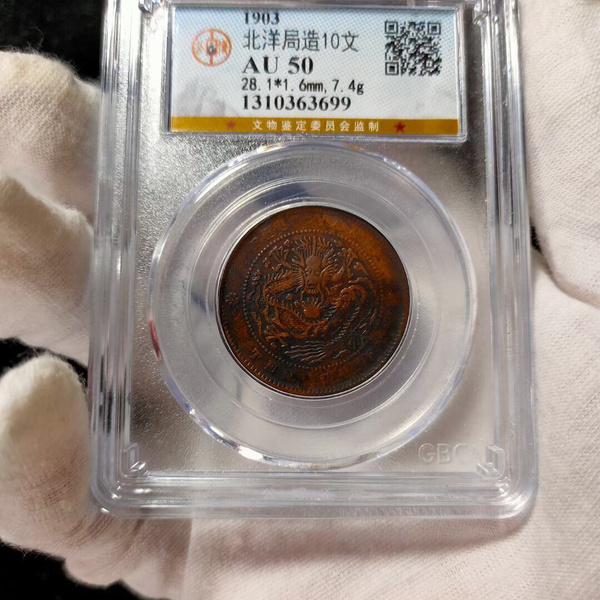 1903
北洋局造10文
AU 50
28.1*1.6mm,7.4g
1310363699
★ 文物鉴定委员会监制 ★
GBCA